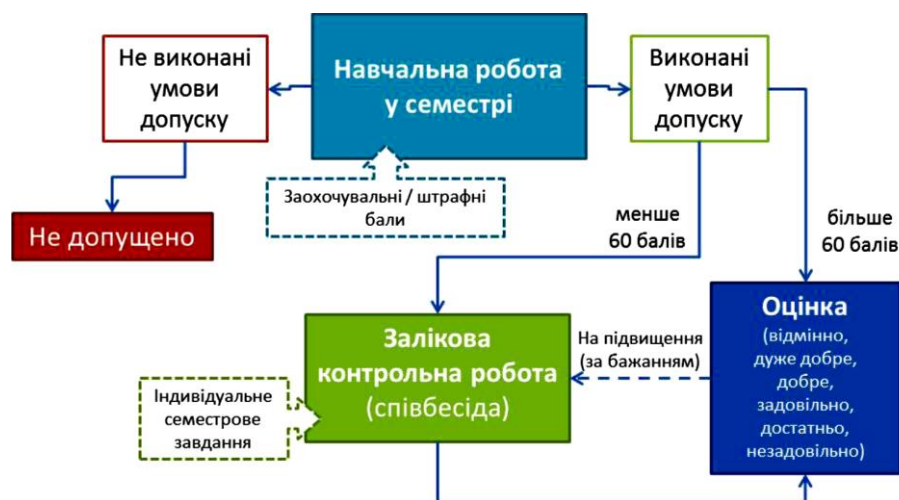 Не виконані
умови
допуску
Навчальна робота
у семестрі
Виконані
умови
допуску
Заохочувальні / штрафні
бали
Не допущено
менше
60 балів
більше
60 балів
Залікова
контрольна робота
(співбесіда)
На підвищення
(за бажанням)
Оцінка
(відмінно,
дуже добре,
добре,
задовільно,
достатньо,
незадовільно)
Індивідуальне
семестрове
завдання